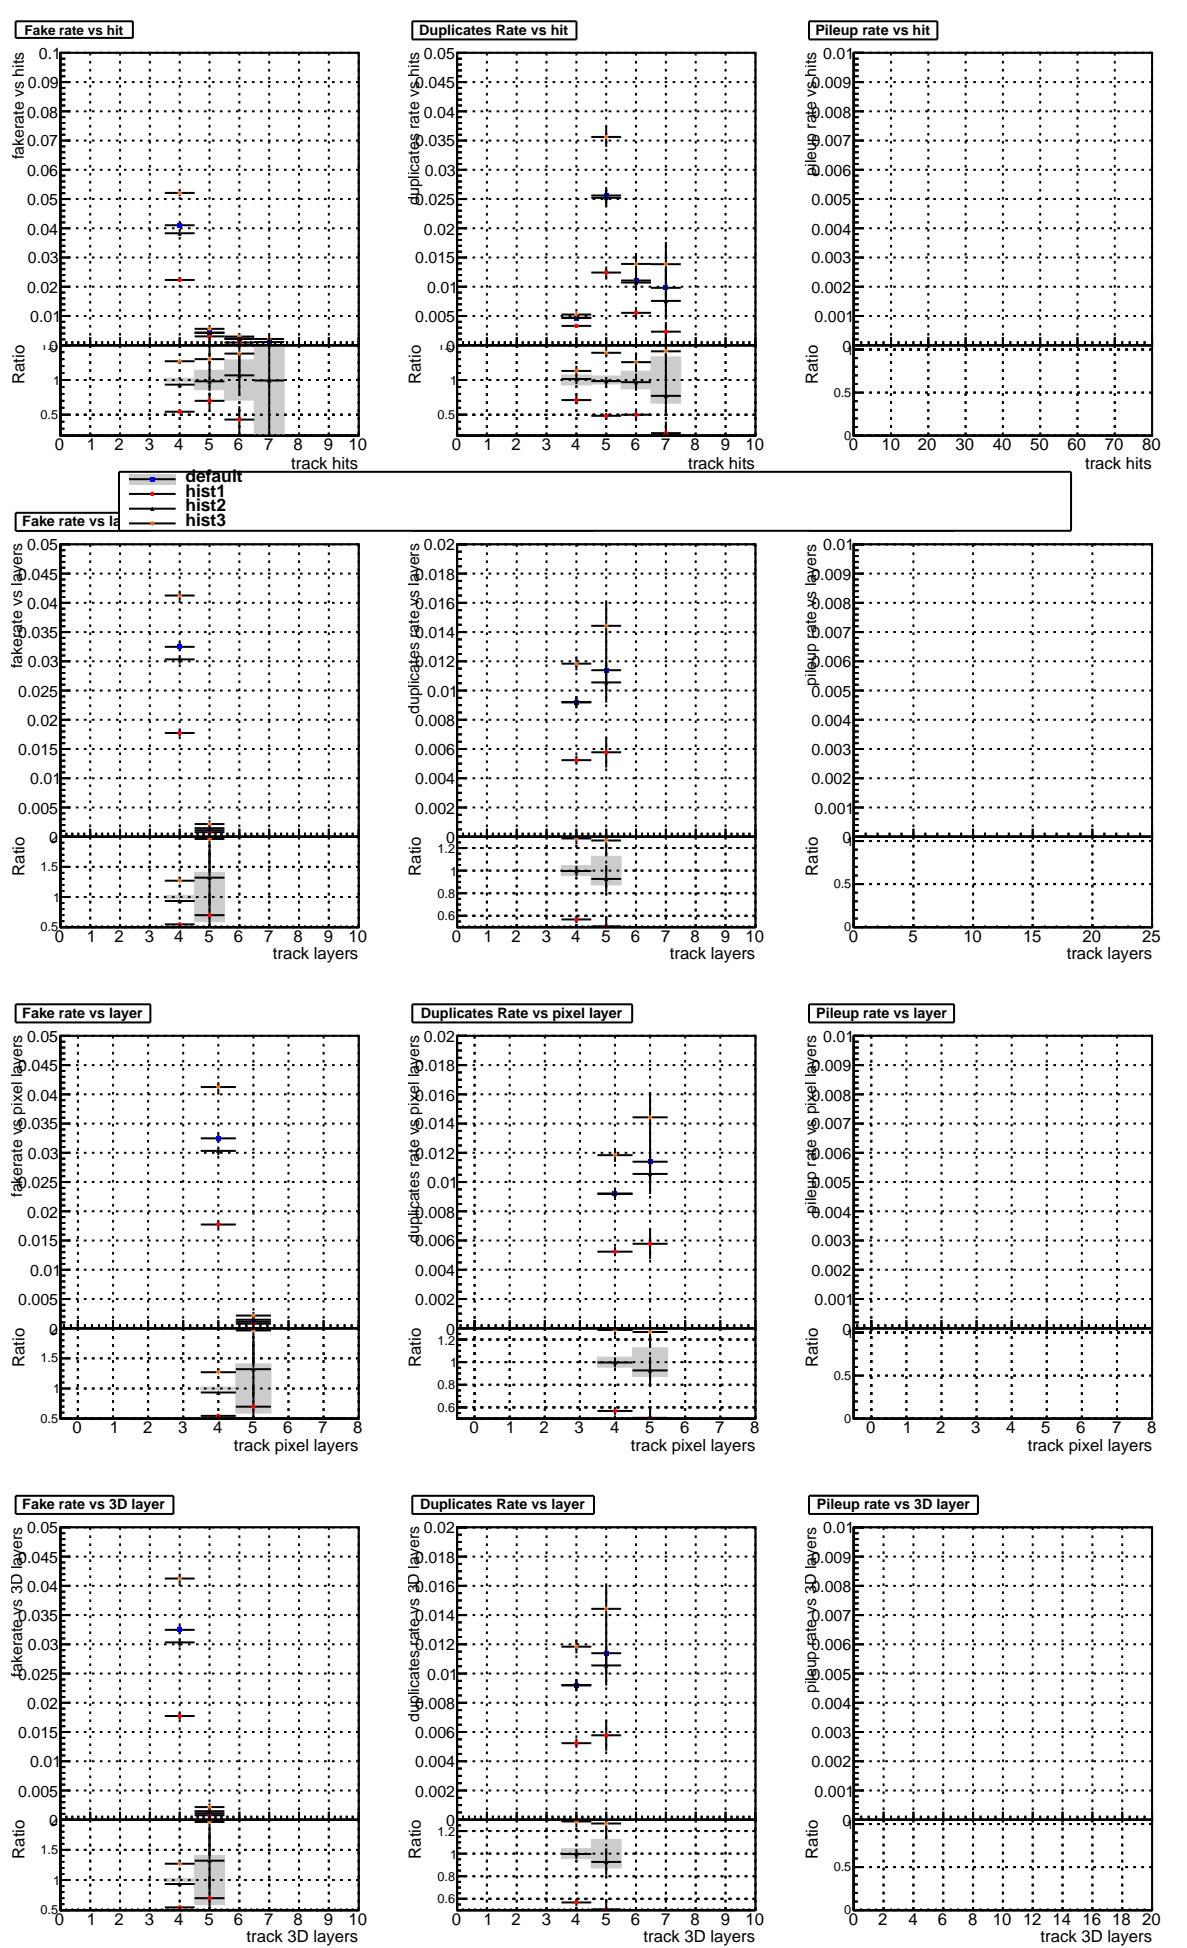 Fake rate vs hit
Duplicates Rate vs hit
Pileup rate vs hit
fakerate vs hits
0.1
0.09
0.08
0.07
0.06
0.05
0.04
0.03
0.02
0.01
0
Ratio
1
0.5
0 1 2 3 4 5 6 7 8 9 10
track hits
duplicates rate vs hits
0.05
0.045
0.04
0.035
0.03
0.025
0.02
0.015
0.01
0.005
Ratio
1
0.5
0 1 2 3 4 5 6 7 8 9 10
track hits
pileup rate vs hits
0.01
0.009
0.008
0.007
0.006
0.005
0.004
0.003
0.002
0.001
0
Ratio
1
0.5
0
0 10 20 30 40 50 60 70 80
track hits
default
hist1
hist2
hist3
Fake rate vs la
fakerate vs layers
0.05
0.045
0.04
0.035
0.03
0.025
0.02
0.015
0.01
0.005
Ratio
1.5
1
0.5
0 1 2 3 4 5 6 7 8 9 10
track layers
duplicates rate vs layers
0.02
0.018
0.016
0.014
0.012
0.01
0.008
0.006
0.004
0.002
0
Ratio
1.2
1
0.8
0.6
0 1 2 3 4 5 6 7 8 9 10
track layers
pileup rate vs layers
0.01
0.009
0.008
0.007
0.006
0.005
0.004
0.003
0.002
0.001
0
Ratio
1
0.5
0
0 5 10 15 20 25
track layers
Fake rate vs layer
Duplicates Rate vs pixel layer
Pileup rate vs layer
fakerate vs pixel layers
0.05
0.045
0.04
0.035
0.03
0.025
0.02
0.015
0.01
0.005
Ratio
1.5
1
0.5
0 1 2 3 4 5 6 7 8
track pixel layers
duplicates rate vs pixel layers
0.02
0.018
0.016
0.014
0.012
0.01
0.008
0.006
0.004
0.002
0
Ratio
1.2
1
0.8
0.6
0 1 2 3 4 5 6 7 8
track pixel layers
pileup rate vs pixel layers
0.01
0.009
0.008
0.007
0.006
0.005
0.004
0.003
0.002
0.001
0
Ratio
1
0.5
0
0 1 2 3 4 5 6 7 8
track pixel layers
Fake rate vs 3D layer
Duplicates Rate vs layer
Pileup rate vs 3D layer
fakerate vs 3D layers
0.05
0.045
0.04
0.035
0.03
0.025
0.02
0.015
0.01
0.005
Ratio
1.5
1
0.5
0 1 2 3 4 5 6 7 8 9 10
track 3D layers
duplicates rate vs 3D layers
0.02
0.018
0.016
0.014
0.012
0.01
0.008
0.006
0.004
0.002
0
Ratio
1.2
1
0.8
0.6
0 1 2 3 4 5 6 7 8 9 10
track 3D layers
pileup rate vs 3D layers
0.01
0.009
0.008
0.007
0.006
0.005
0.004
0.003
0.002
0.001
0
Ratio
1
0.5
0
0 2 4 6 8 10 12 14 16 18 20
track 3D layers